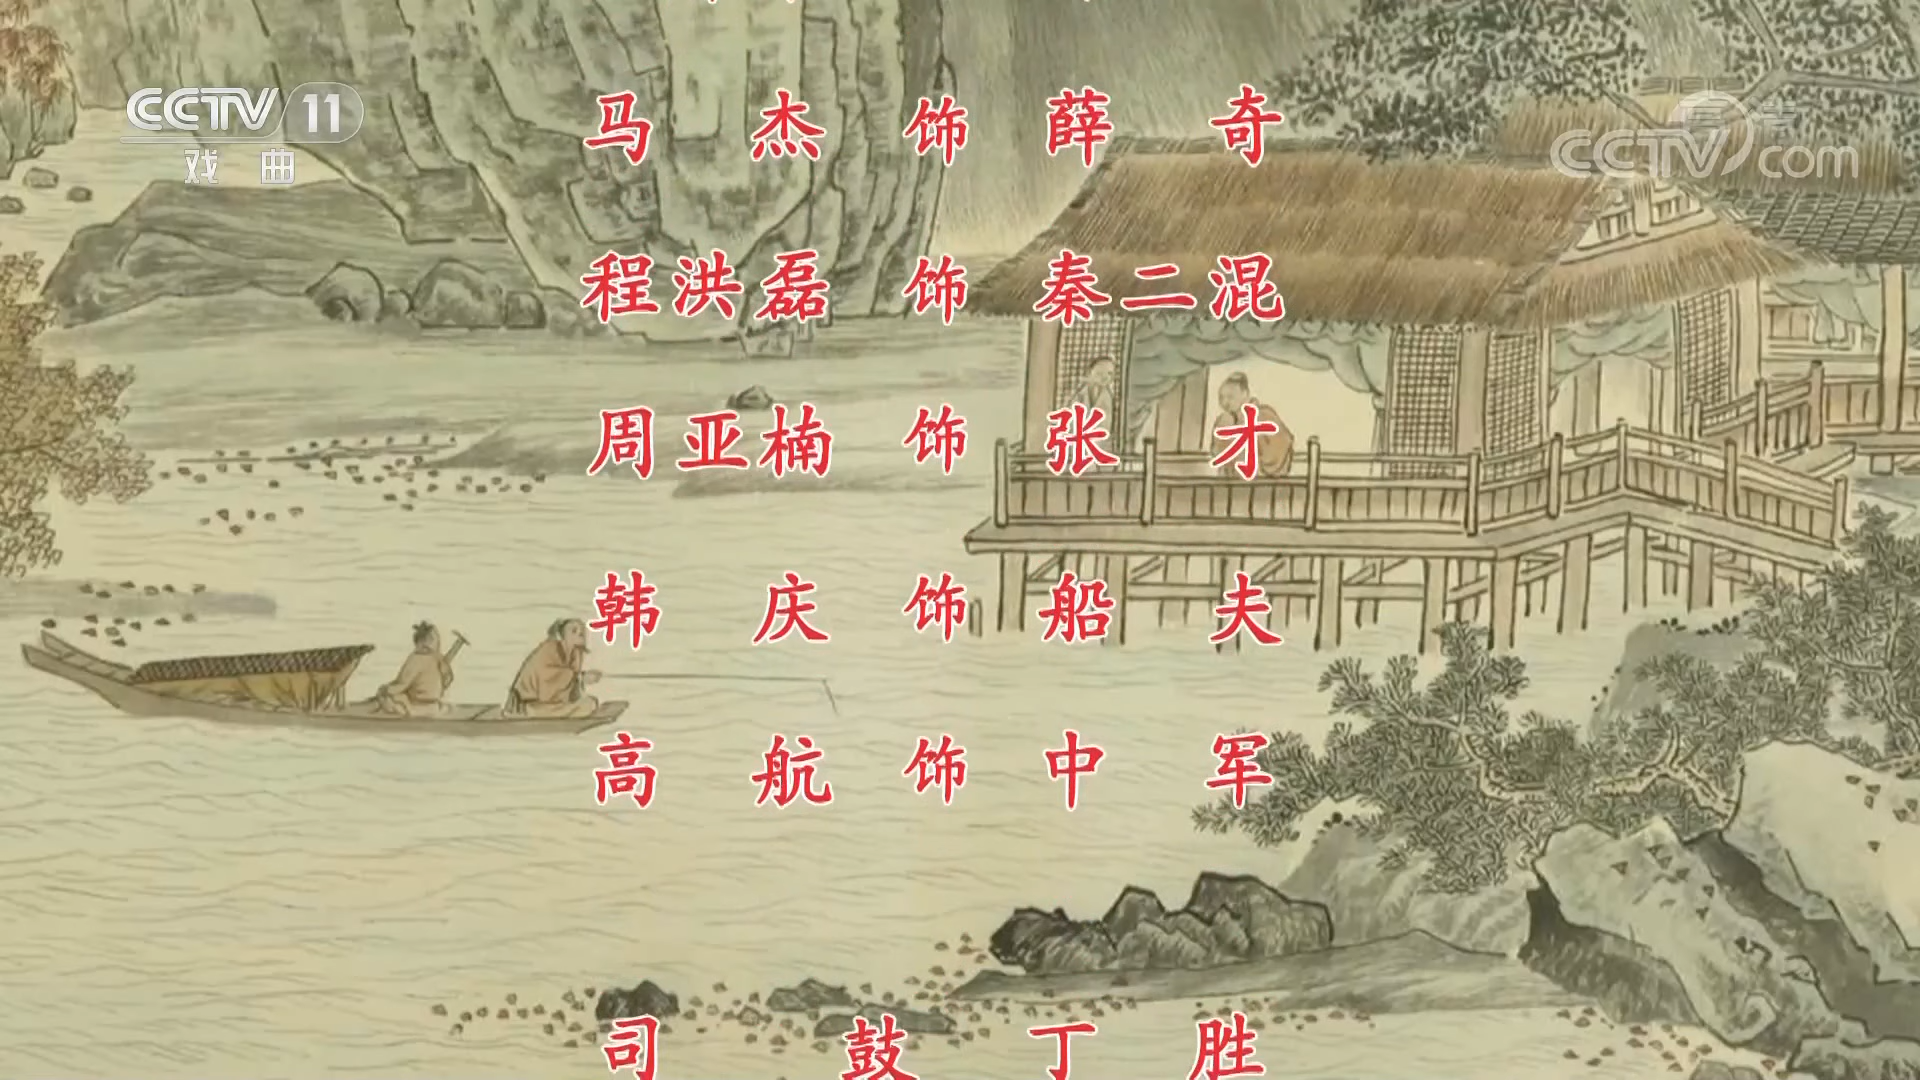 CCTV 11
戏曲
CCTV.com
马杰 饰 薛奇
程洪磊 饰 秦二混
周亚楠 饰 张才
韩庆 饰 船夫
高航 饰 中军
司鼓 丁胜